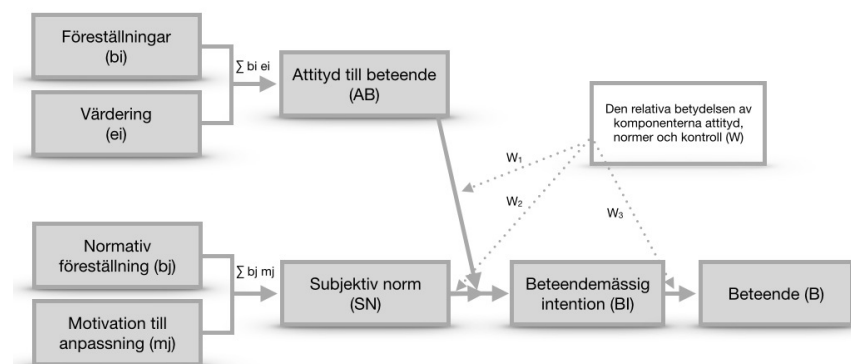 Föreställningar
(bi)
Värdering
(ei)
∑ bi ei
Attityd till beteende
(AB)
Den relativa betydelsen av
komponenterna attityd,
normer och kontroll (W)
W₁
W₂
W₃
Normativ
föreställning (bj)
Motivation till
anpassning (mj)
∑ bj mj
Subjektiv norm
(SN)
Beteendemässig
intention (BI)
Beteende (B)